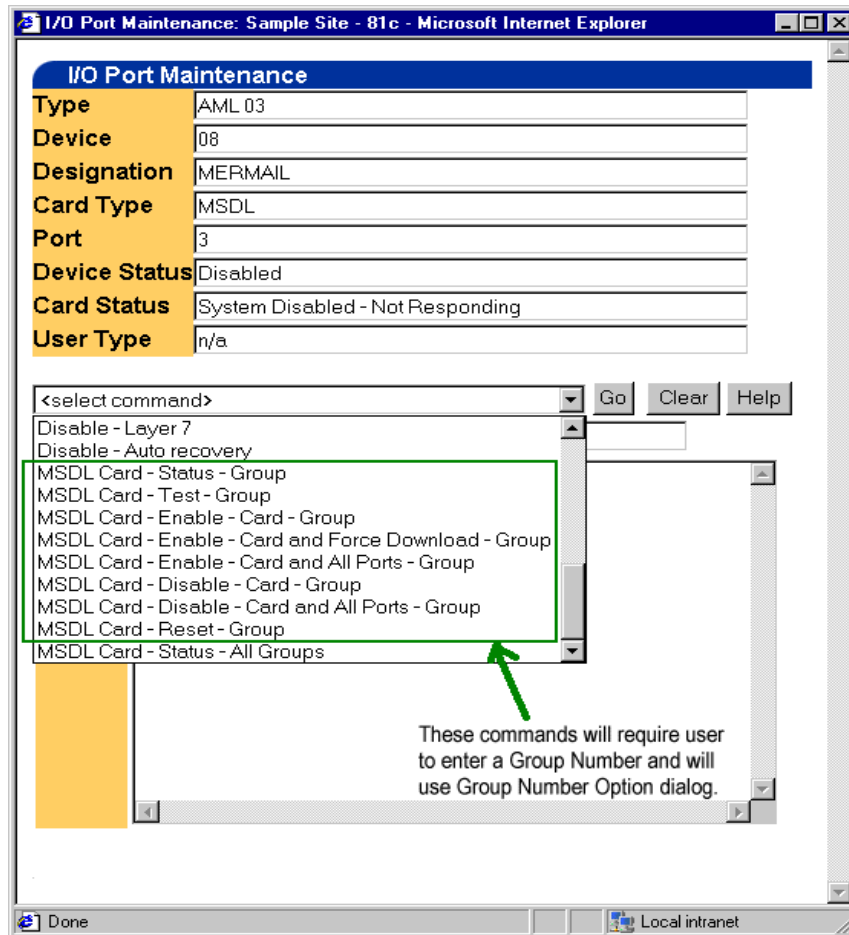 I/O Port Maintenance: Sample Site - 81c - Microsoft Internet Explorer
I/O Port Maintenance
Type AML 03
Device 08
Designation MERMAIL
Card Type MSDL
Port 3
Device Status Disabled
Card Status System Disabled - Not Responding
User Type n/a
<select command> Go Clear Help
Disable - Layer 7
Disable - Auto recovery
MSDL Card - Status - Group
MSDL Card - Test - Group
MSDL Card - Enable - Card - Group
MSDL Card - Enable - Card and Force Download - Group
MSDL Card - Enable - Card and All Ports - Group
MSDL Card - Disable - Card - Group
MSDL Card - Disable - Card and All Ports - Group
MSDL Card - Reset - Group
MSDL Card - Status - All Groups
These commands will require user
to enter a Group Number and will
use Group Number Option dialog.
Done Local intranet